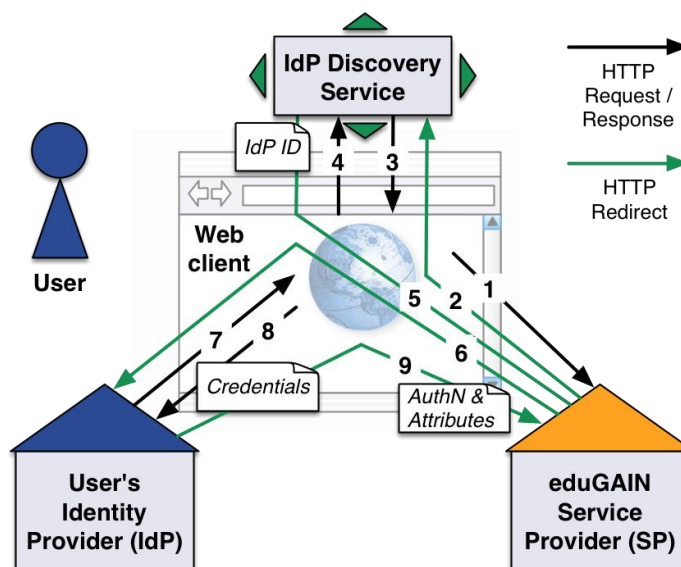 IdP Discovery
Service
HTTP
Request /
Response
HTTP
Redirect
IdP ID
4
3
User
Web
client
5
2
1
7
8
6
9
Credentials
AuthN &
Attributes
User's
Identity
Provider (IdP)
eduGAIN
Service
Provider (SP)